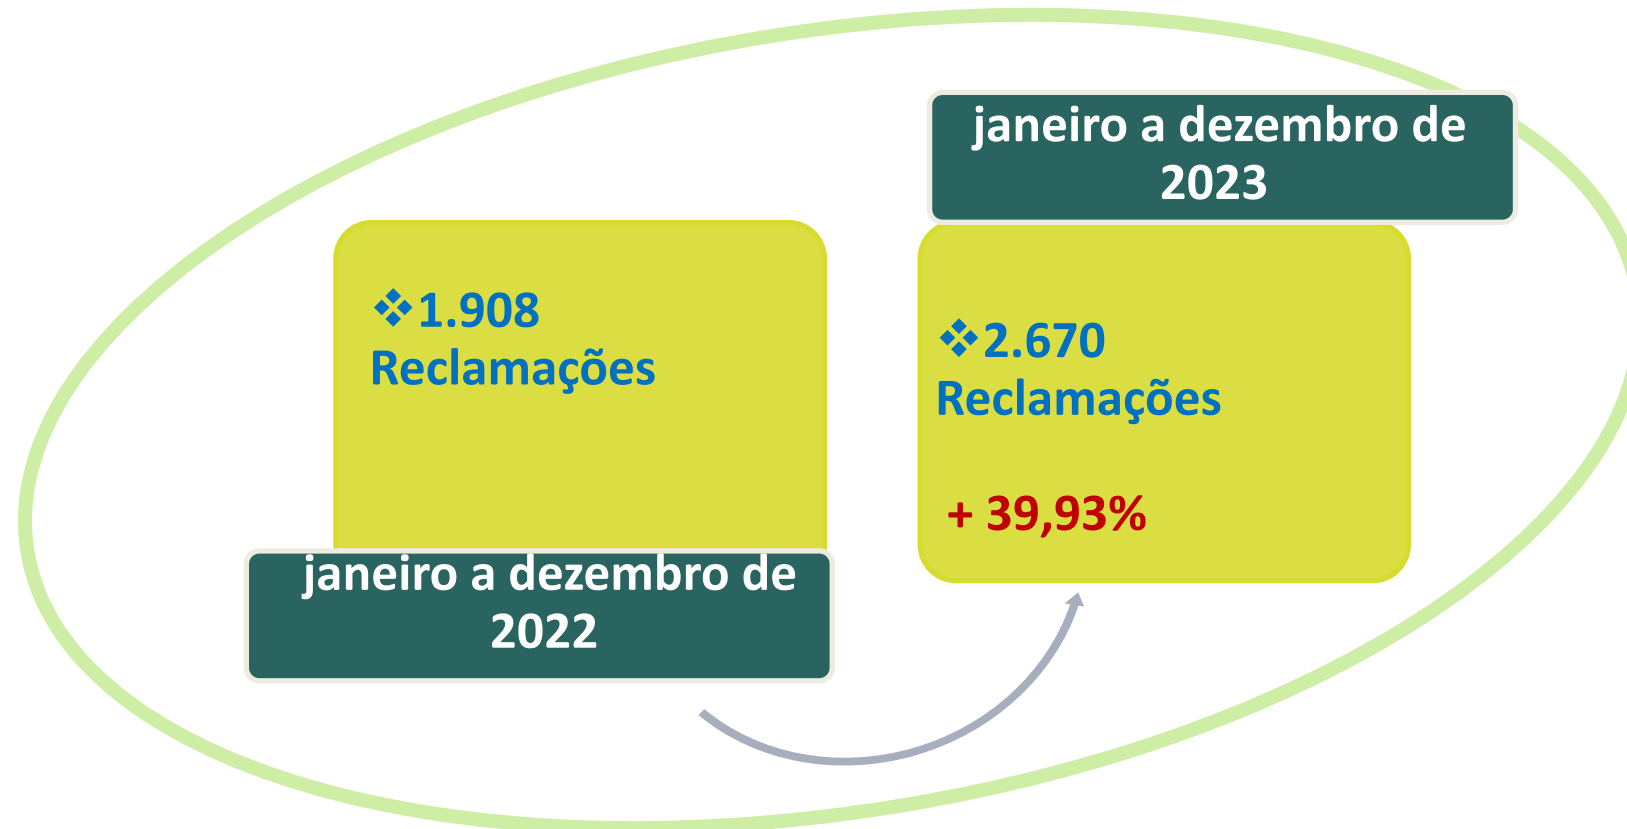 ❖1.908
Reclamações
janeiro a dezembro de
2022
janeiro a dezembro de
2023
❖2.670
Reclamações
+ 39,93%